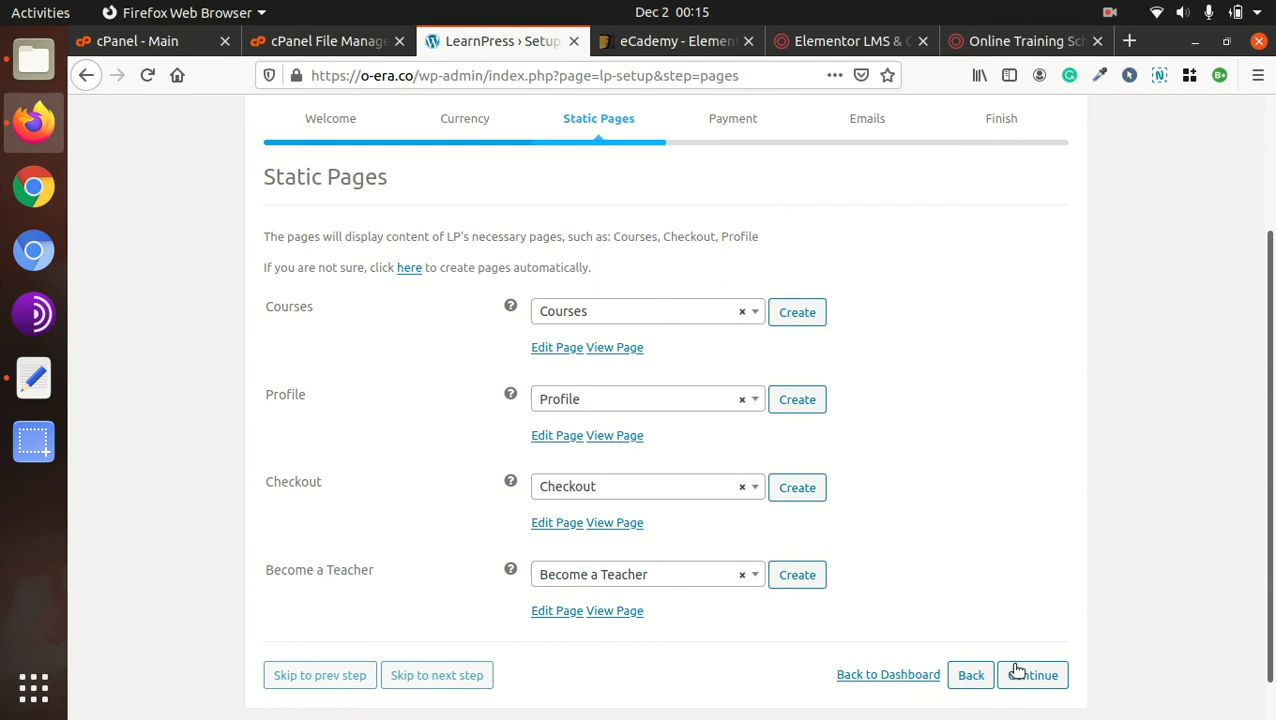 Activities
Firefox Web Browser
Dec 2 00:15
cPanel - Main
cPanel File Manage
LearnPress › Setup
eCademy - Elemen
Elementor LMS & C
Online Training Sch
https://o-era.co/wp-admin/index.php?page=lp-setup&step=pages
Welcome
Currency
Static Pages
Payment
Emails
Finish
Static Pages
The pages will display content of LP's necessary pages, such as: Courses, Checkout, Profile
If you are not sure, click here to create pages automatically.
Courses
Courses
Create
Edit Page View Page
Profile
Profile
Create
Edit Page View Page
Checkout
Checkout
Create
Edit Page View Page
Become a Teacher
Become a Teacher
Create
Edit Page View Page
Skip to prev step
Skip to next step
Back to Dashboard
Back
Continue